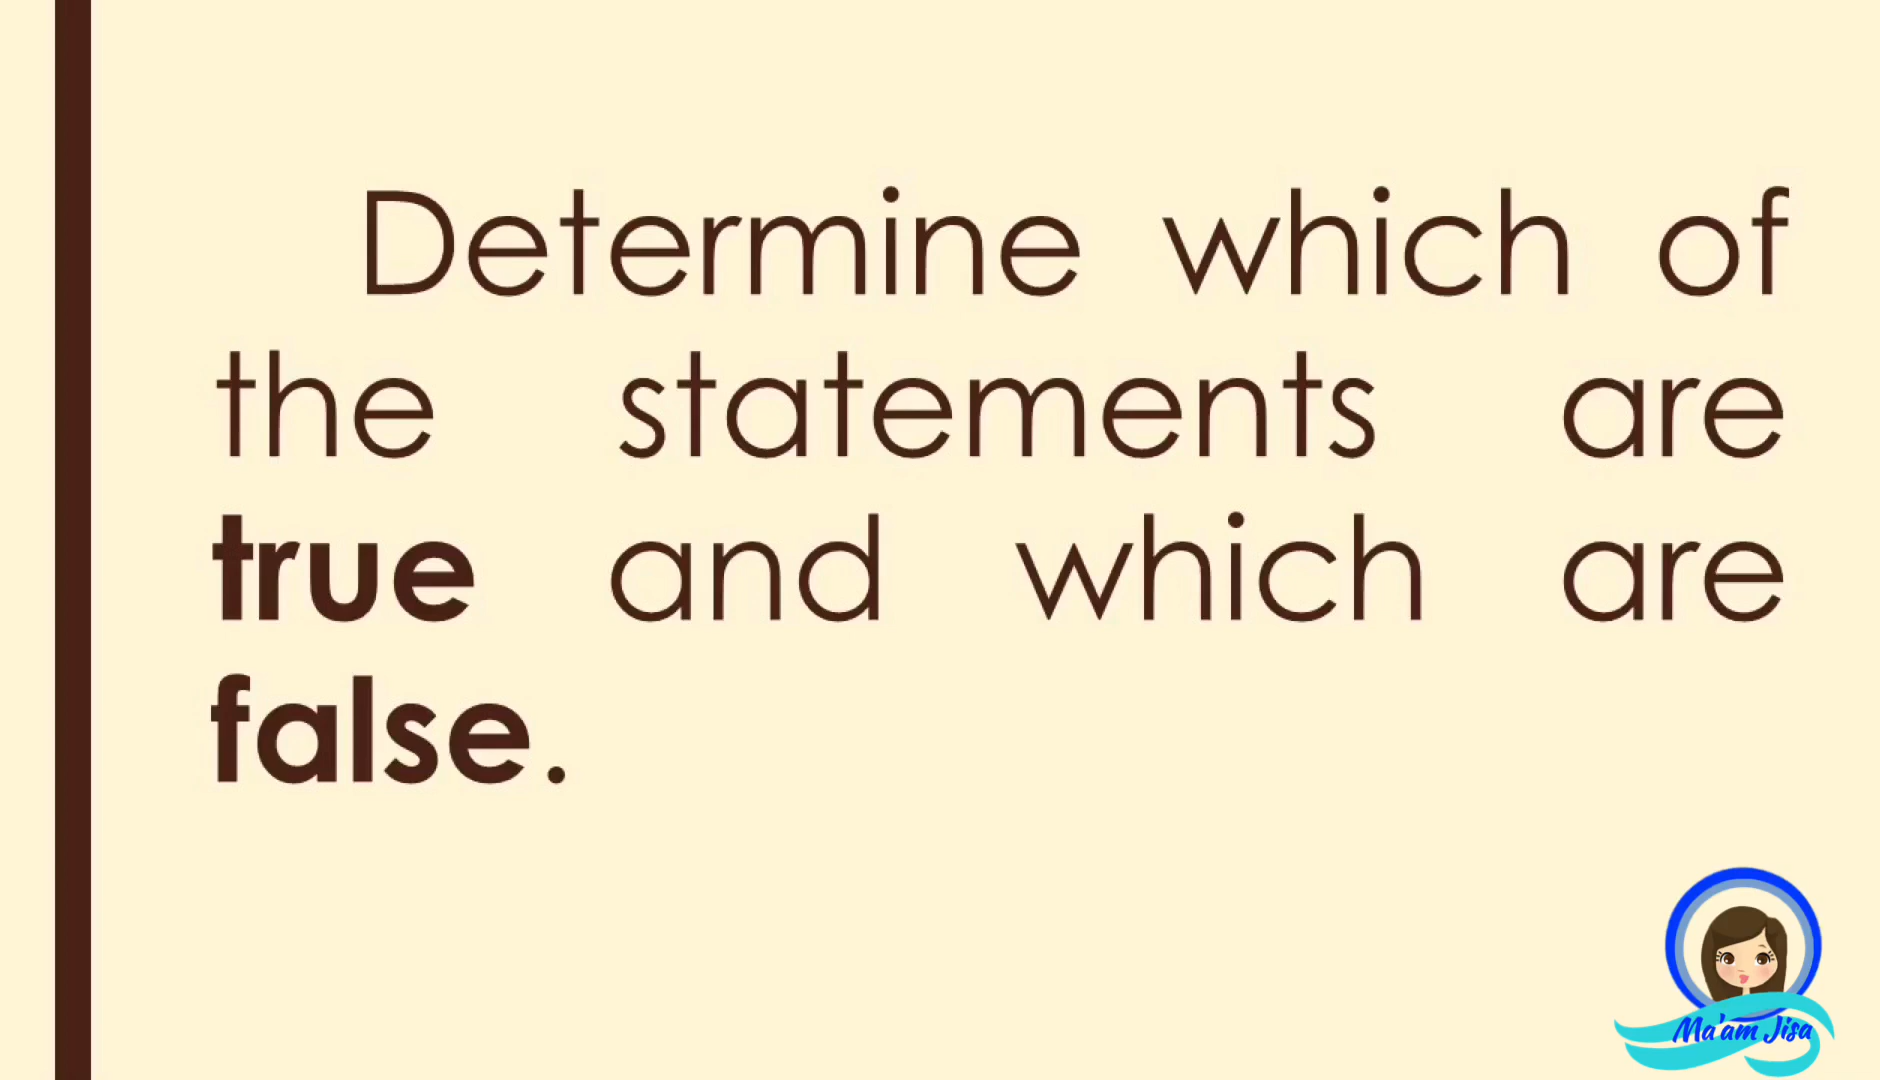 Determine which of
the statements are
true and which are
false.
Ma'am Jisa